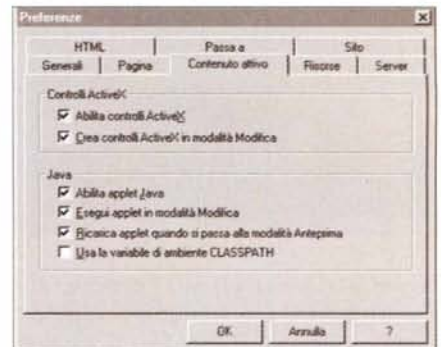 Preferenze
HTML Passa a Sito
Generali Pagina Contenuto attivo Risorse Server
Controlli ActiveX
Abilita controlli ActiveX
Crea controlli ActiveX in modalità Modifica
Java
Abilita applet Java
Esegui applet in modalità Modifica
Ricarica applet quando si passa alla modalità Anteprima
Usa la variabile di ambiente CLASSPATH
OK Annulla ?